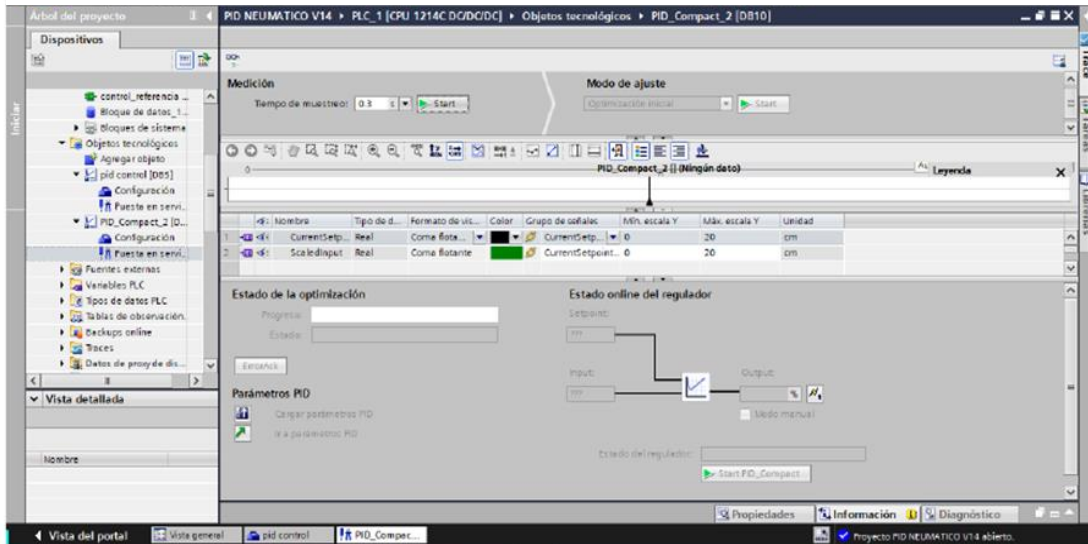 Árbol del proyecto
PID NEUMATICO V14 ▸ PLC_1 [CPU 1214C DC/DC/DC] ▸ Objetos tecnológicos ▸ PID_Compact_2 [DB10]
Dispositivos
Iniciar
control_referencia ...
Bloque de datos_1...
Bloques de sistema
Objetos tecnológicos
Agregar objeto
pid control [DB5]
Configuración
Puesta en servi...
PID_Compact_2 [D...
Configuración
Puesta en servi...
Fuentes externas
Variables PLC
Tipos de datos PLC
Tablas de observación...
Backups online
Traces
Datos de proxy de dis...
Vista detallada
Nombre
Medición
Tiempo de muestreo: 0.3 s Start
Modo de ajuste
Optimización inicial Start
0
PID_Compact_2 [] (Ningún dato)
Leyenda
Nombre Tipo de d... Formato de vis... Color Grupo de señales Mín. escala Y Máx. escala Y Unidad
1 CurrentSetp... Real Coma flota... CurrentSetp... 0 20 cm
2 ScaledInput Real Coma flotante CurrentSetpoint... 0 20 cm
Estado de la optimización
Progreso:
Estado:
ErrorAck
Parámetros PID
Cargar parámetros PID
Ir a parámetros PID
Estado online del regulador
Setpoint:
???
Input:
???
Output:
%
Modo manual
Estado del regulador:
Start PID_Compact
Trace
Tareas
Librerías
Propiedades
Información
Diagnóstico
Vista del portal
Vista general
pid control
PID_Compac...
Proyecto PID NEUMATICO V14 abierto.